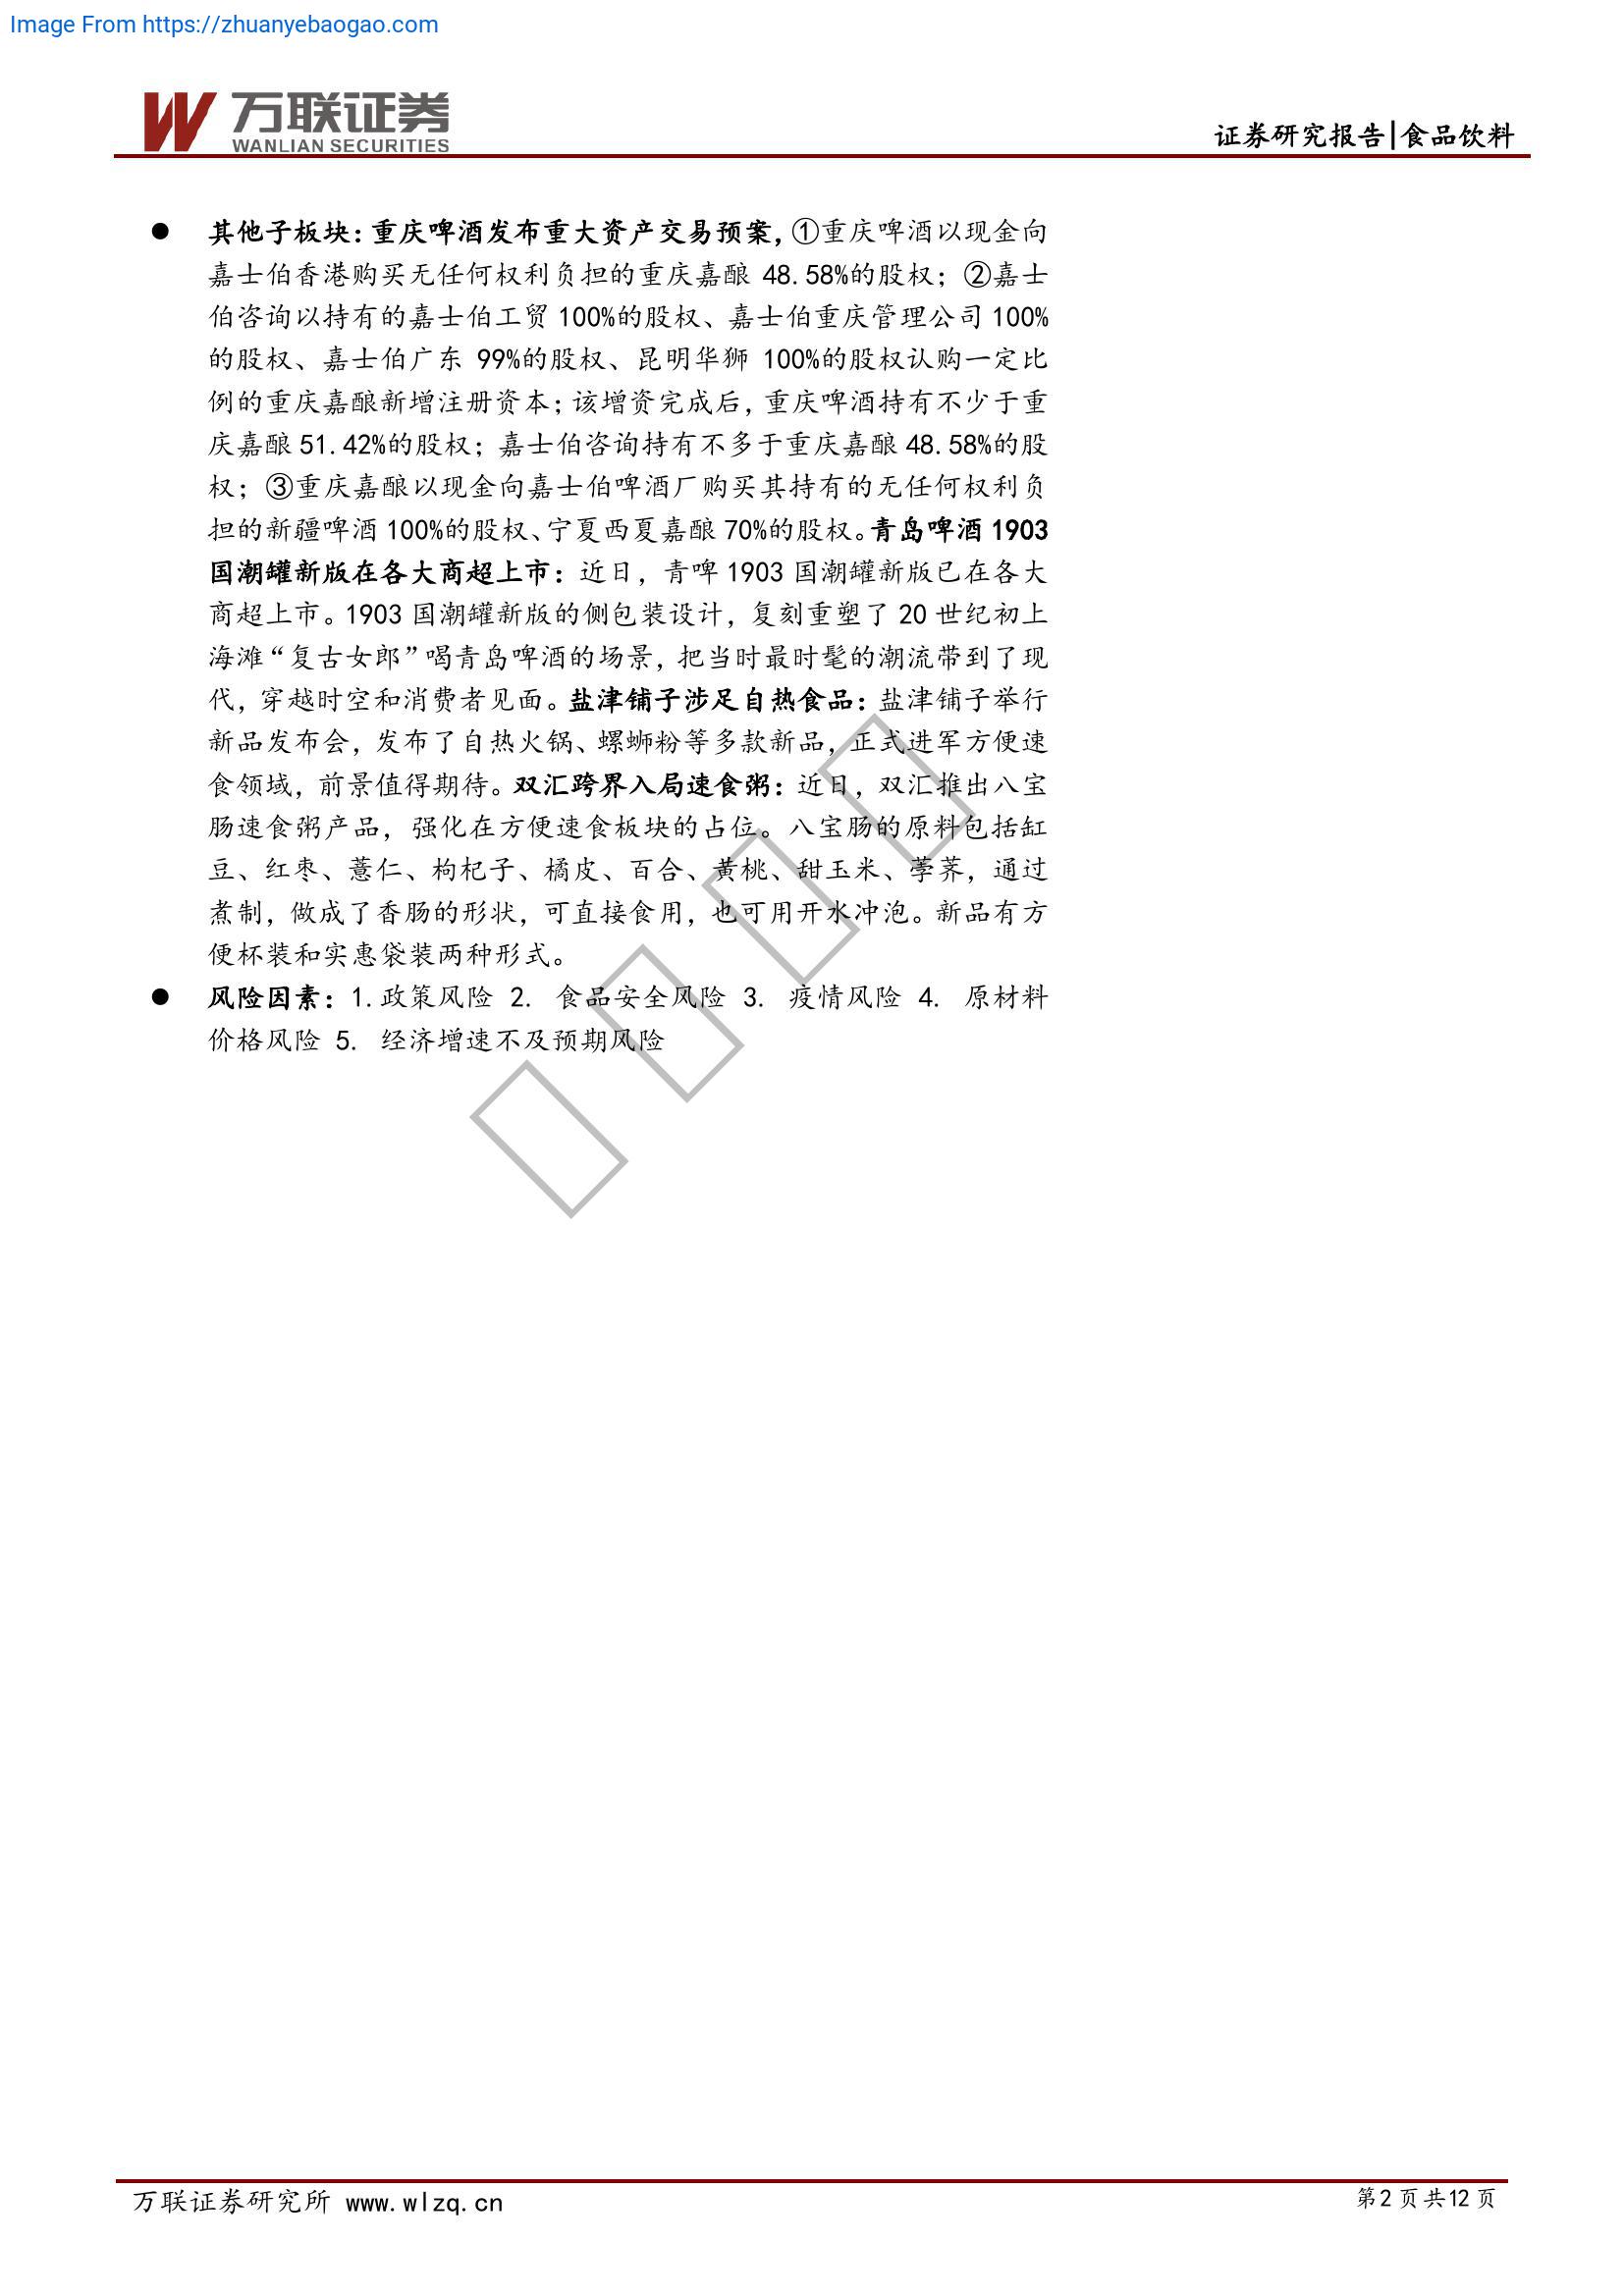 Image From https://zhuanyebaogao.com
万联证券
WANLIAN SECURITIES
证券研究报告|食品饮料
● 其他子板块：重庆啤酒发布重大资产交易预案，①重庆啤酒以现金向
嘉士伯香港购买无任何权利负担的重庆嘉酿 48.58%的股权；②嘉士
伯咨询以持有的嘉士伯工贸 100%的股权、嘉士伯重庆管理公司 100%
的股权、嘉士伯广东 99%的股权、昆明华狮 100%的股权认购一定比
例的重庆嘉酿新增注册资本；该增资完成后，重庆啤酒持有不少于重
庆嘉酿 51.42%的股权；嘉士伯咨询持有不多于重庆嘉酿 48.58%的股
权；③重庆嘉酿以现金向嘉士伯啤酒厂购买其持有的无任何权利负
担的新疆啤酒 100%的股权、宁夏西夏嘉酿 70%的股权。青岛啤酒 1903
国潮罐新版在各大商超上市：近日，青啤 1903 国潮罐新版已在各大
商超上市。1903 国潮罐新版的侧包装设计，复刻重塑了 20 世纪初上
海滩“复古女郎”喝青岛啤酒的场景，把当时最时髦的潮流带到了现
代，穿越时空和消费者见面。盐津铺子涉足自热食品：盐津铺子举行
新品发布会，发布了自热火锅、螺蛳粉等多款新品，正式进军方便速
食领域，前景值得期待。双汇跨界入局速食粥：近日，双汇推出八宝
肠速食粥产品，强化在方便速食板块的占位。八宝肠的原料包括缸
豆、红枣、薏仁、枸杞子、橘皮、百合、黄桃、甜玉米、荸荠，通过
煮制，做成了香肠的形状，可直接食用，也可用开水冲泡。新品有方
便杯装和实惠袋装两种形式。
● 风险因素：1.政策风险 2. 食品安全风险 3. 疫情风险 4. 原材料
价格风险 5. 经济增速不及预期风险
万联证券研究所 www.wlzq.cn
第2页共12页